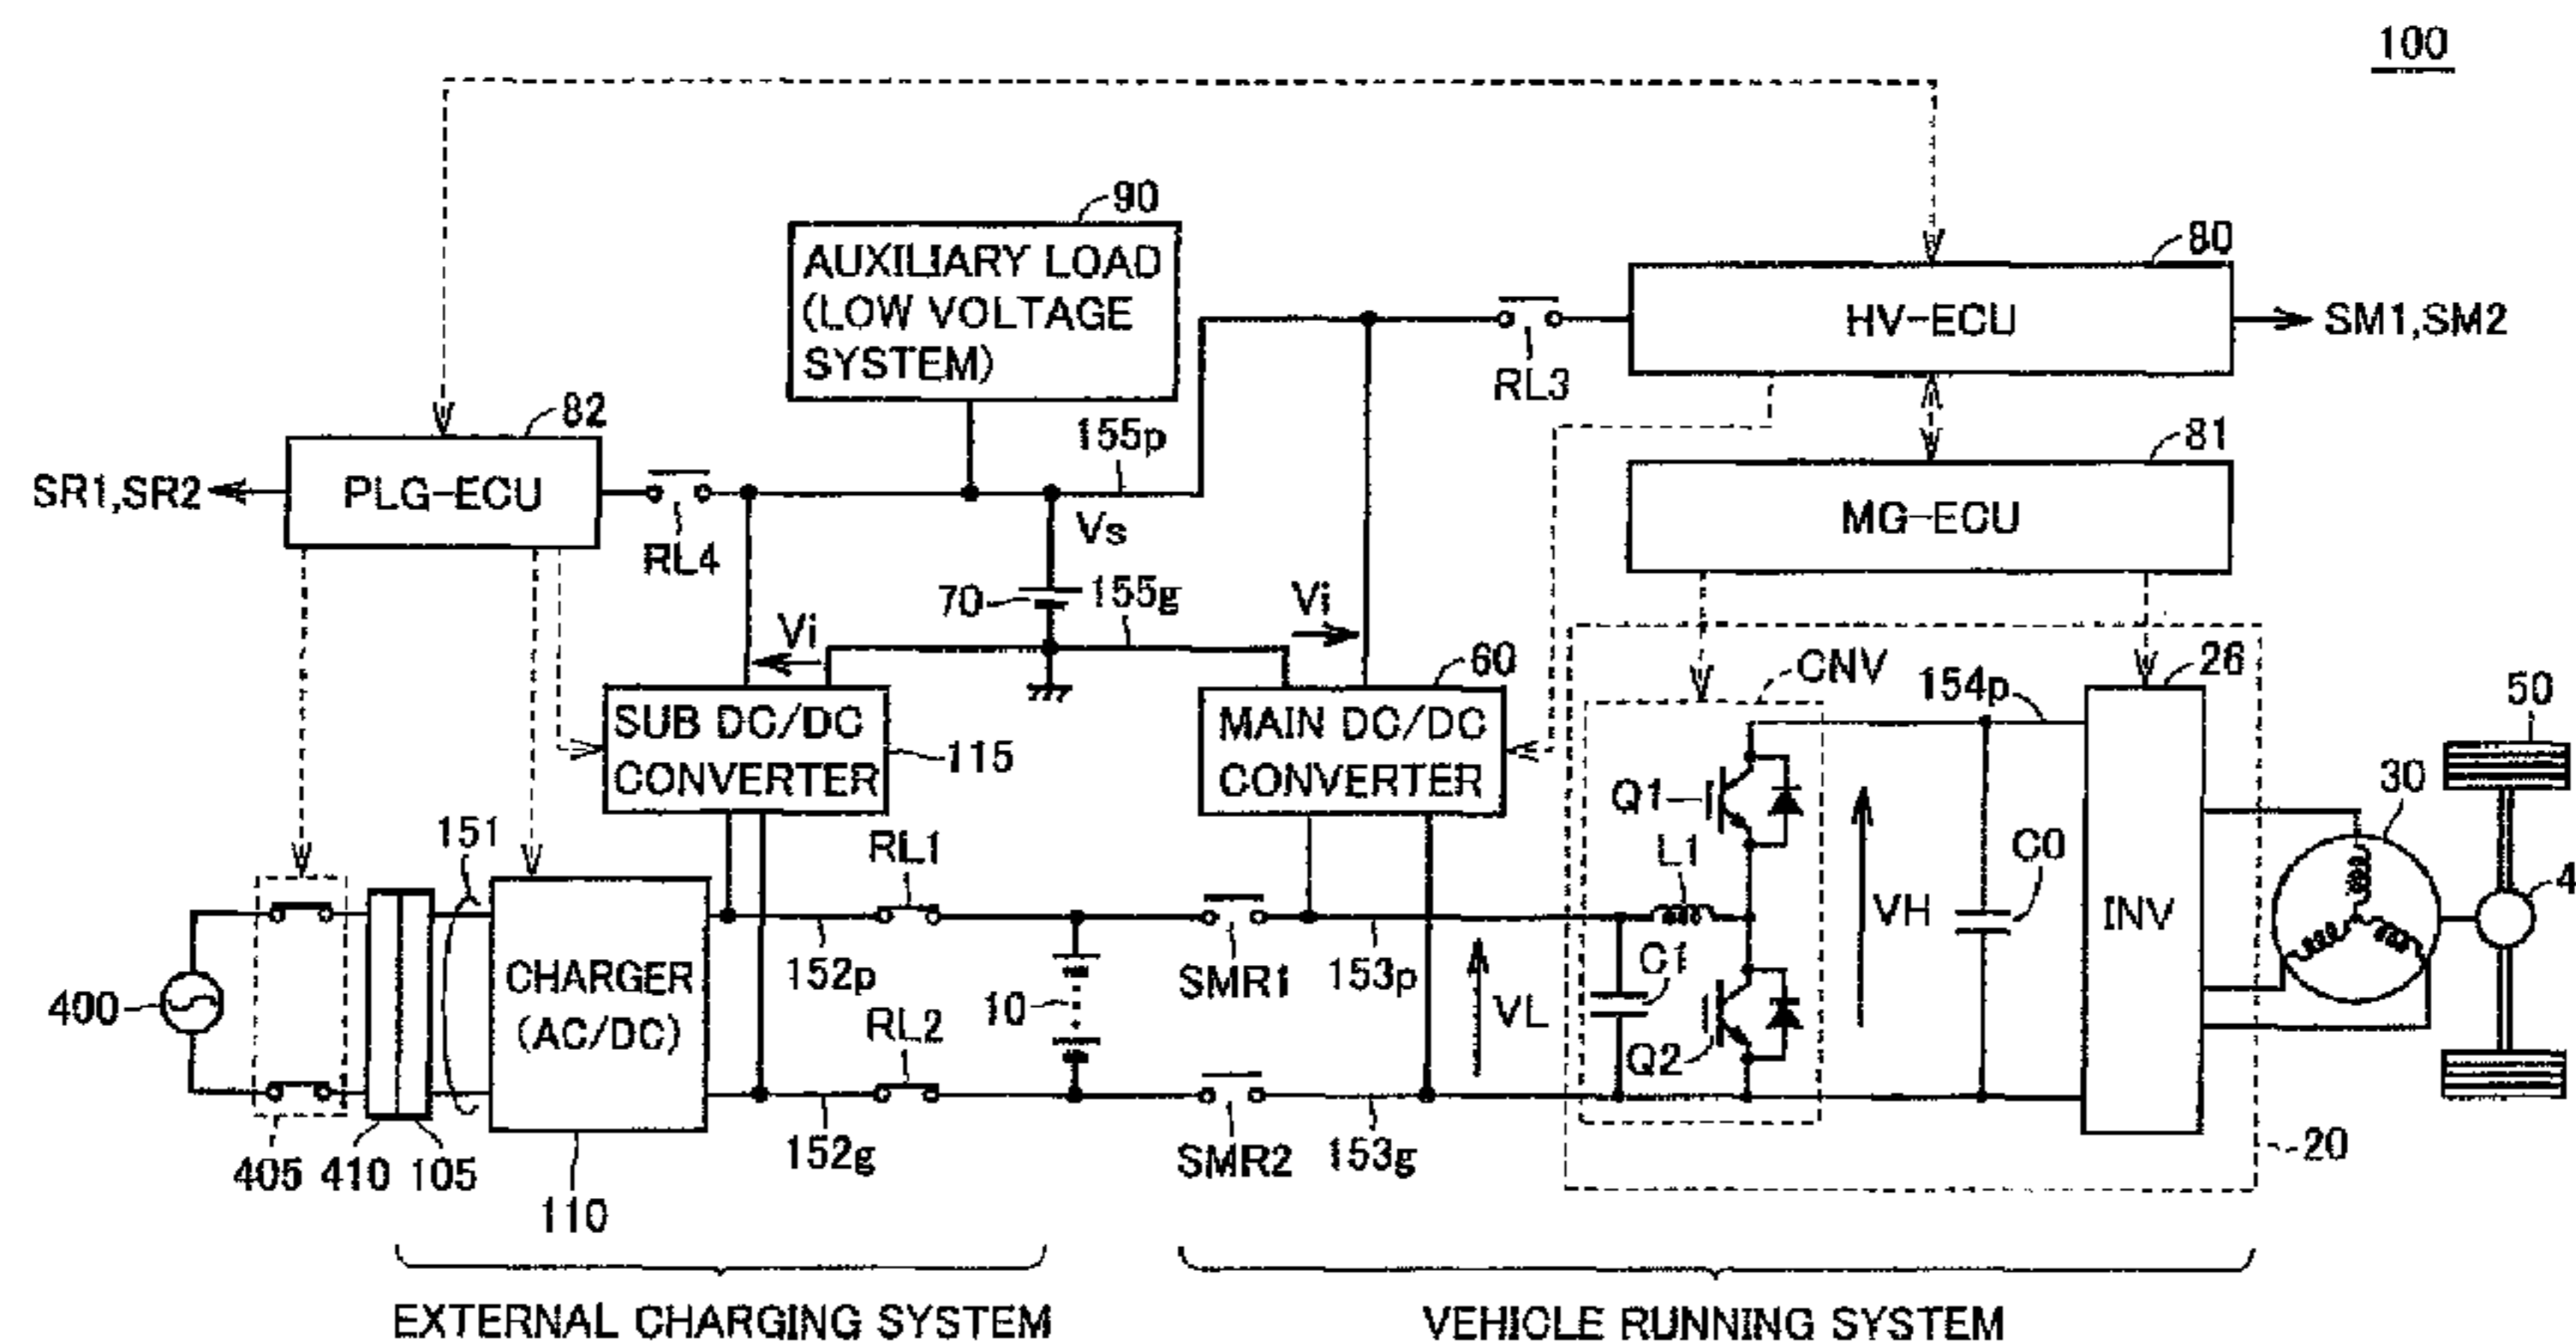 100
90
AUXILIARY LOAD
(LOW VOLTAGE
SYSTEM)
80
HV-ECU
SM1,SM2
RL3
82
PLG-ECU
SR1,SR2
RL4
155p
Vs
81
MG-ECU
70
155g
Vi
Vi
SUB DC/DC
CONVERTER
115
60
MAIN DC/DC
CONVERTER
CNV
154p
26
50
Q1
L1
VH
C0
INV
30
4
151
RL1
400
CHARGER
(AC/DC)
152p
10
SMR1
153p
VL
C1
Q2
RL2
405
410
105
110
152g
SMR2
153g
20
EXTERNAL CHARGING SYSTEM
VEHICLE RUNNING SYSTEM